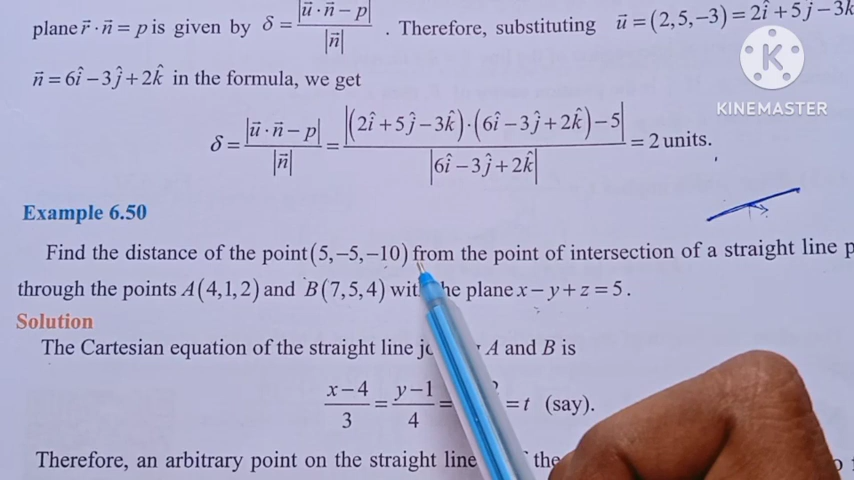 plane r⃗ · n⃗ = p is given by δ = |u⃗ · n⃗ − p| / |n⃗| . Therefore, substituting u⃗ = (2, 5, −3) = 2î + 5ĵ − 3k
n⃗ = 6î − 3ĵ + 2k̂ in the formula, we get
KINEMASTER
δ = |u⃗ · n⃗ − p| / |n⃗| = |(2î + 5ĵ − 3k̂) · (6î − 3ĵ + 2k̂) − 5| / |6î − 3ĵ + 2k̂| = 2 units.
Example 6.50
Find the distance of the point (5, −5, −10) from the point of intersection of a straight line
through the points A(4, 1, 2) and B(7, 5, 4) the plane x − y + z = 5 .
Solution
The Cartesian equation of the straight line A and B is
(x − 4) / 3 = (y − 1) / 4 = = t (say).
Therefore, an arbitrary point on the straight line the